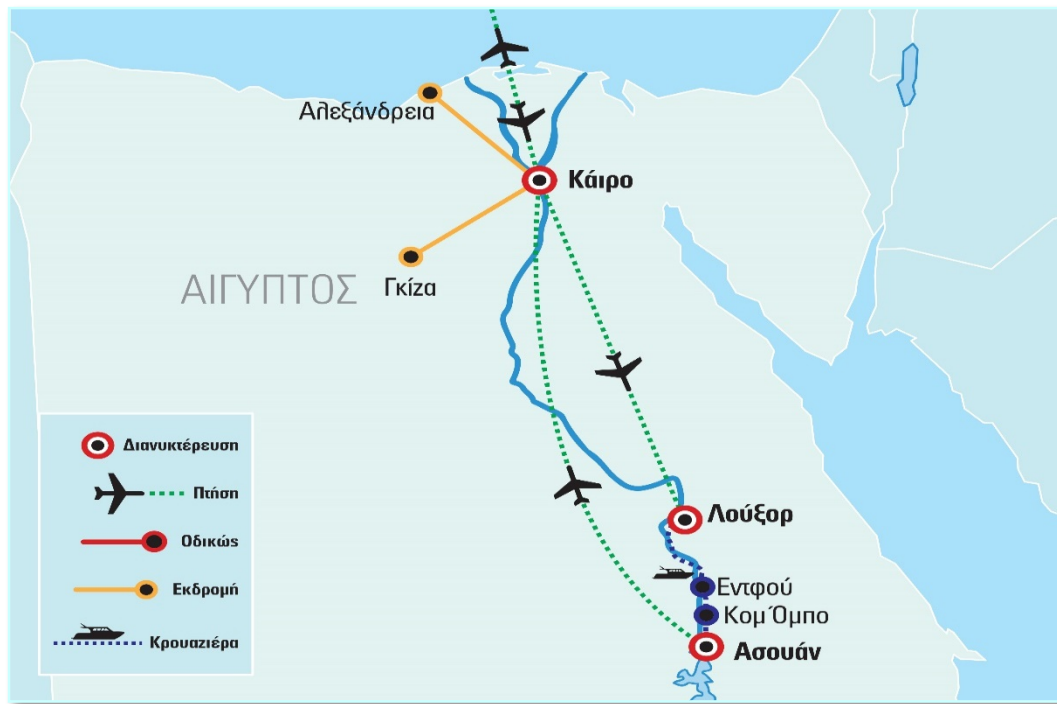 Αλεξάνδρεια
Κάιρο
ΑΙΓΥΠΤΟΣ
Γκίζα
Διανυκτέρευση
Πτήση
Οδικώς
Εκδρομή
Κρουαζιέρα
Λούξορ
Εντφού
Κομ Όμπο
Ασουάν